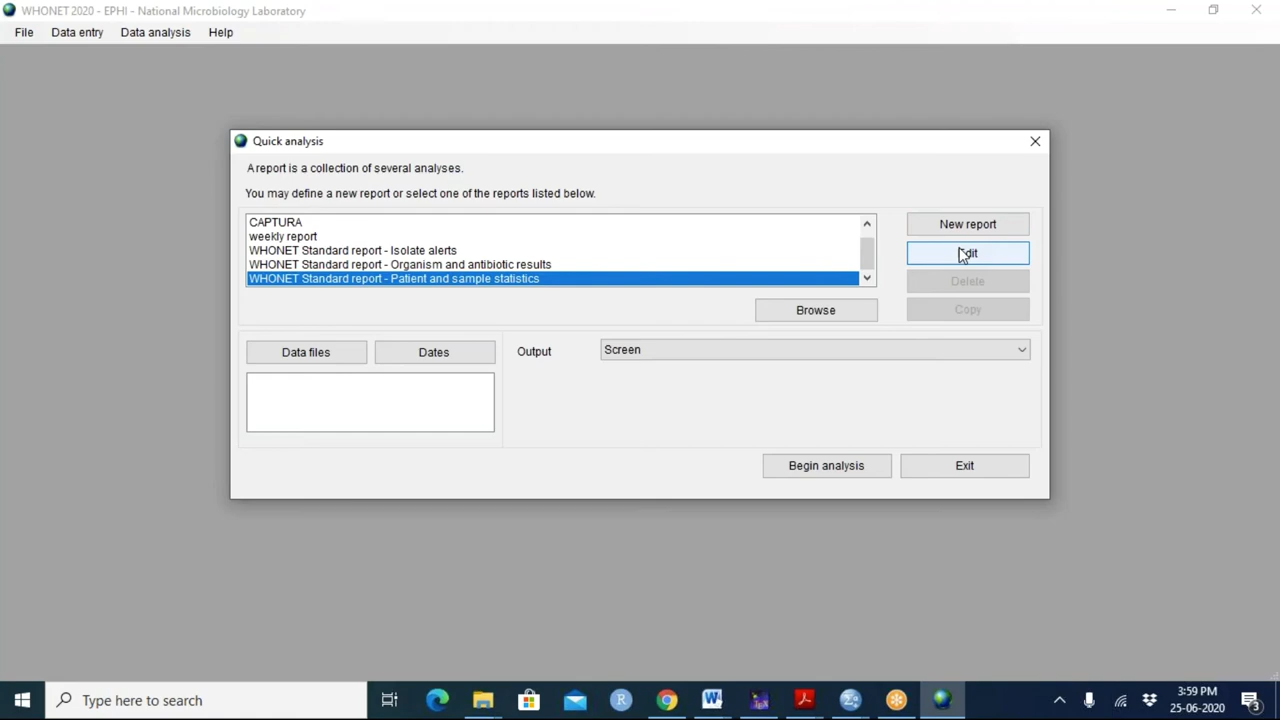 WHONET 2020 - EPHI - National Microbiology Laboratory
File Data entry Data analysis Help
Quick analysis
A report is a collection of several analyses.
You may define a new report or select one of the reports listed below.
CAPTURA
weekly report
WHONET Standard report - Isolate alerts
WHONET Standard report - Organism and antibiotic results
WHONET Standard report - Patient and sample statistics
New report
Delete
Copy
Browse
Data files Dates Output Screen
Begin analysis Exit
Type here to search
3:59 PM
25-06-2020
3